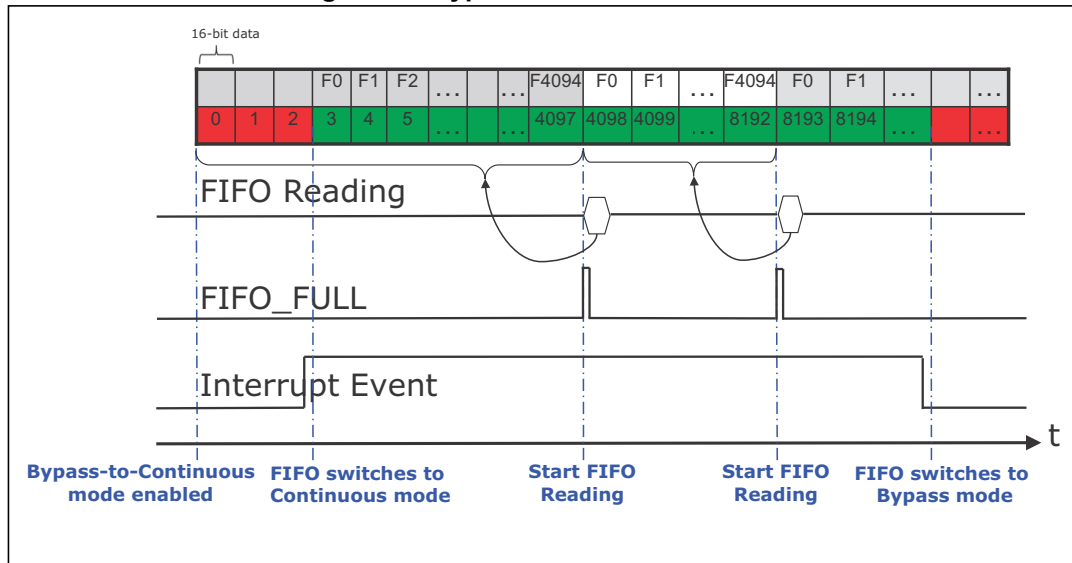 16-bit data
F0 F1 F2 ... ... F4094 F0 F1 ... F4094 F0 F1 ... ...
0 1 2 3 4 5 ... ... 4097 4098 4099 ... 8192 8193 8194 ... ...
FIFO Reading
FIFO_FULL
Interrupt Event
t
Bypass-to-Continuous
mode enabled
FIFO switches to
Continuous mode
Start FIFO
Reading
Start FIFO
Reading
FIFO switches to
Bypass mode